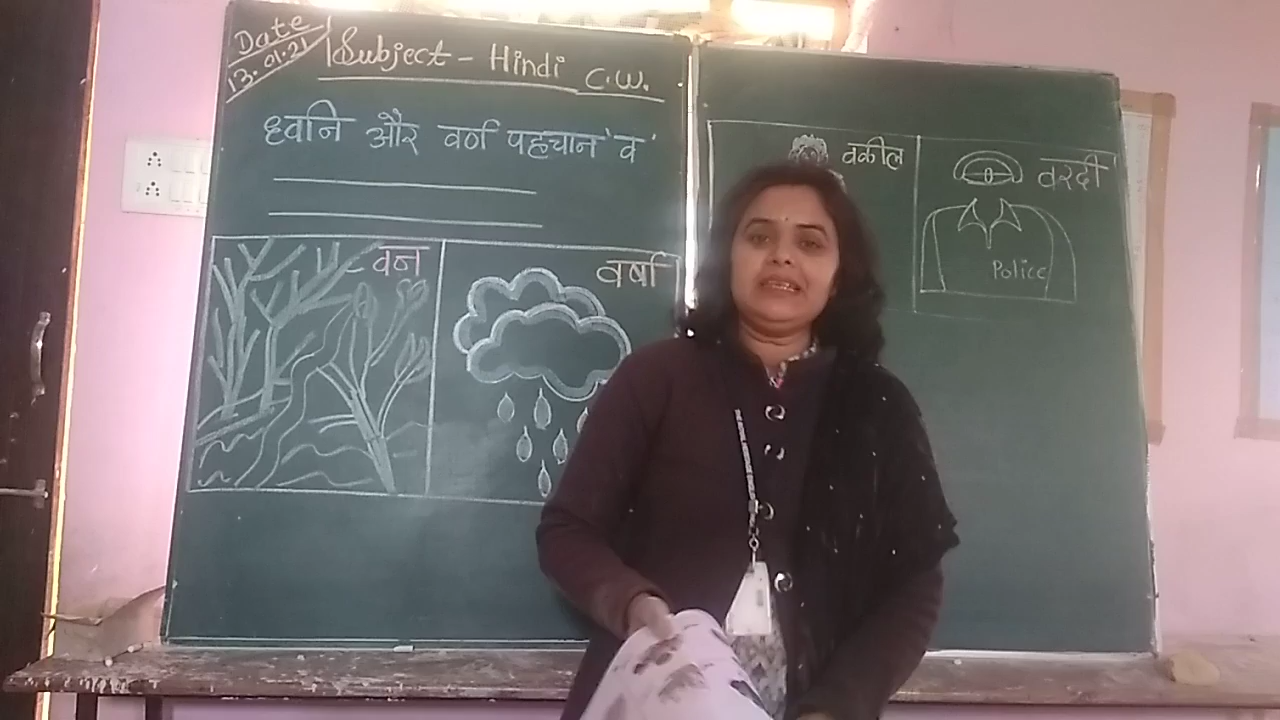 Date
13.01.21
Subject - Hindi C.W.
ध्वनि और वर्ण पहचान 'व'
वन
वर्षा
वकील
वरदी
Police